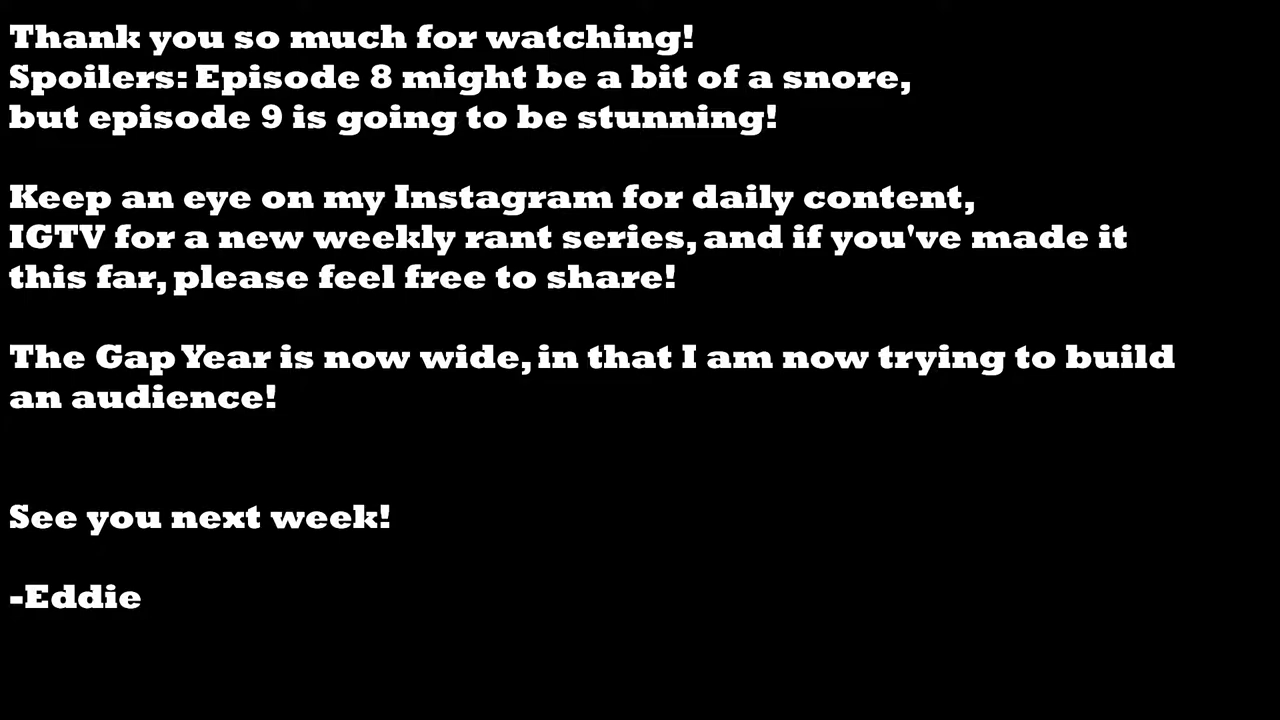 Thank you so much for watching!
Spoilers: Episode 8 might be a bit of a snore,
but episode 9 is going to be stunning!
Keep an eye on my Instagram for daily content,
IGTV for a new weekly rant series, and if you've made it
this far, please feel free to share!
The Gap Year is now wide, in that I am now trying to build
an audience!
See you next week!
-Eddie